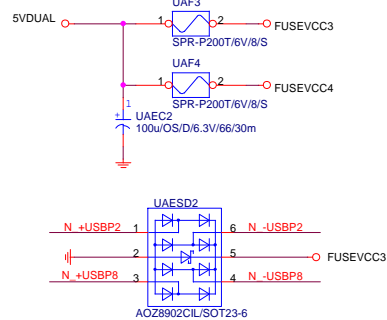 UAF3
5VDUAL
1
2
FUSEVCC3
SPR-P200T/6V/8/S
UAF4
1
2
FUSEVCC4
SPR-P200T/6V/8/S
1
+
UAEC2
100u/OS/D/6.3V/66/30m
UAESD2
N_+USBP2
1
6
N_-USBP2
2
5
FUSEVCC3
N_+USBP8
3
4
N_-USBP8
AOZ8902CIL/SOT23-6